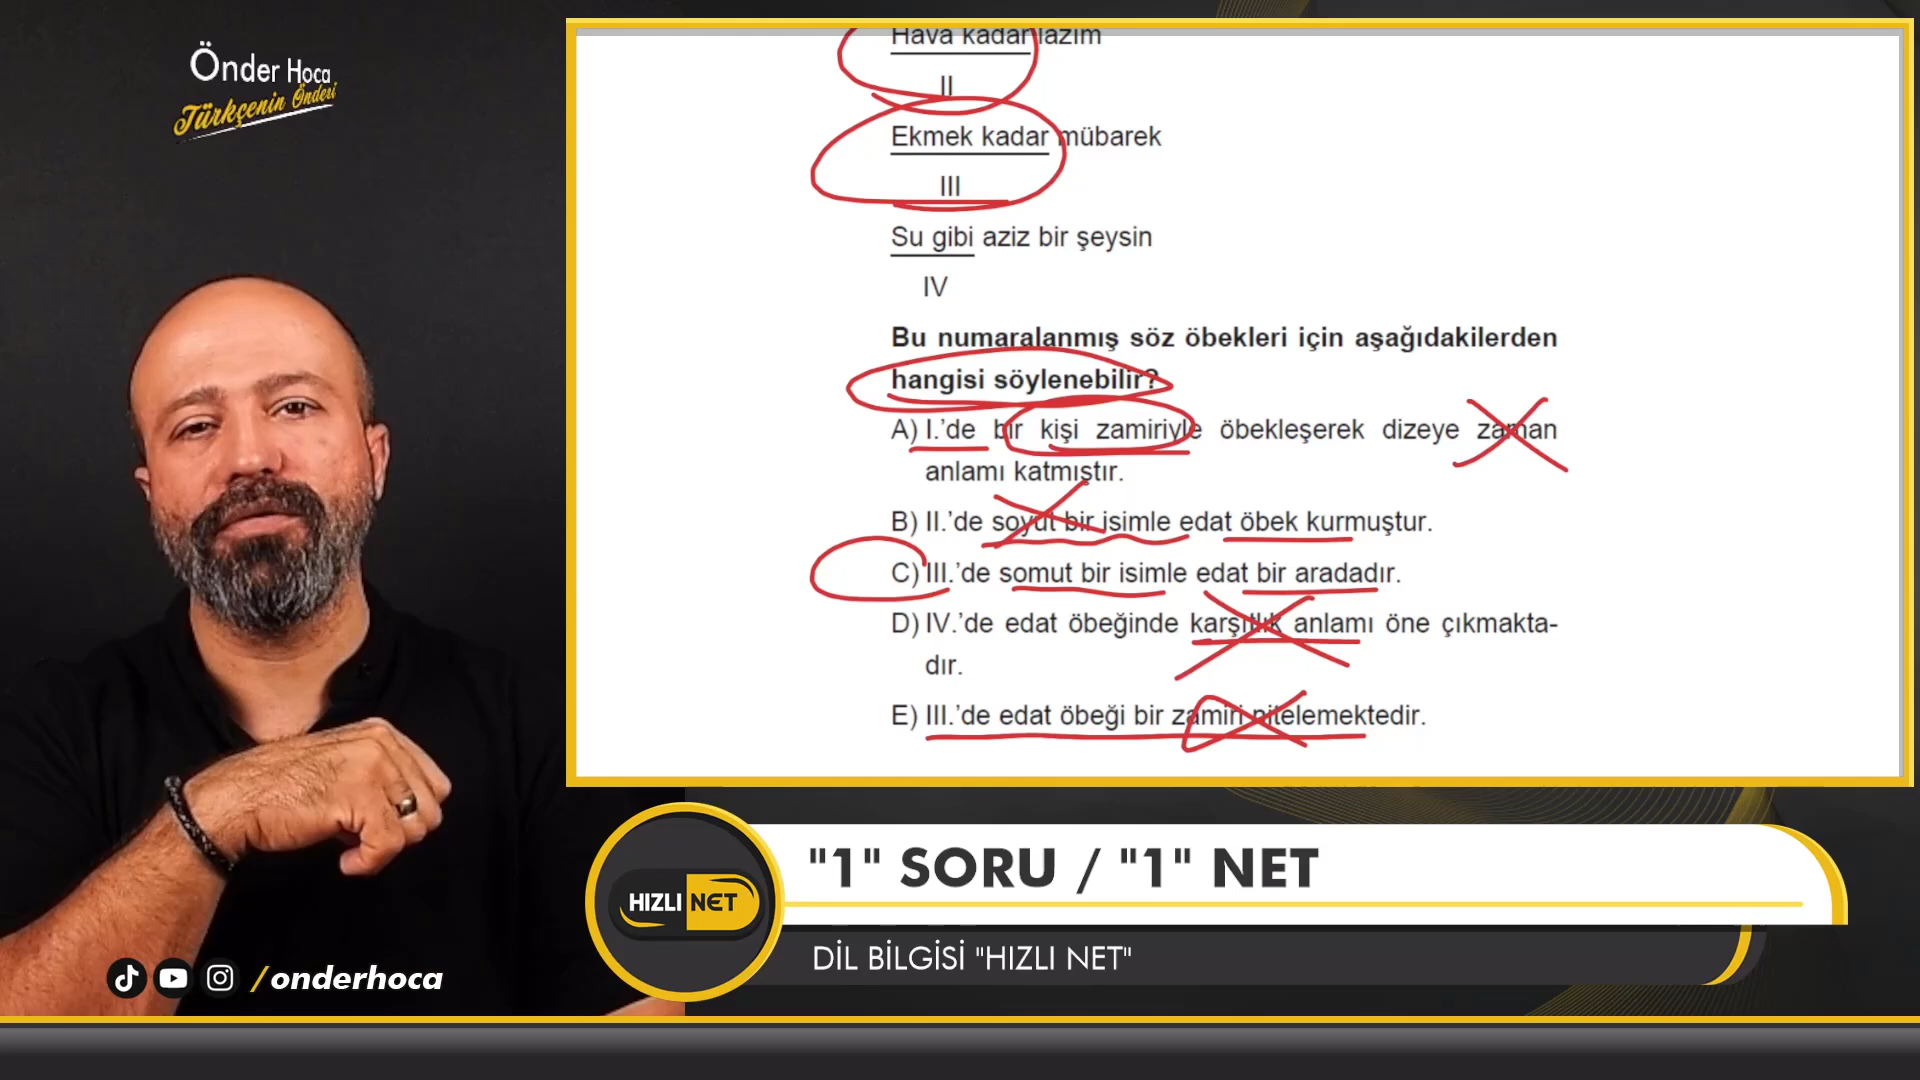 Önder Hoca
Türkçenin Önderi
Hava kadar lazım
II
Ekmek kadar mübarek
III
Su gibi aziz bir şeysin
IV
Bu numaralanmış söz öbekleri için aşağıdakilerden
hangisi söylenebilir?
A) I.'de bir kişi zamiriyle öbekleşerek dizeye zaman
anlamı katmıştır.
B) II.'de soyut bir isimle edat öbek kurmuştur.
C) III.'de somut bir isimle edat bir aradadır.
D) IV.'de edat öbeğinde karşıtlık anlamı öne çıkmakta-
dır.
E) III.'de edat öbeği bir zamiri nitelemektedir.
"1" SORU / "1" NET
HIZLI NET
DİL BİLGİSİ "HIZLI NET"
/onderhoca